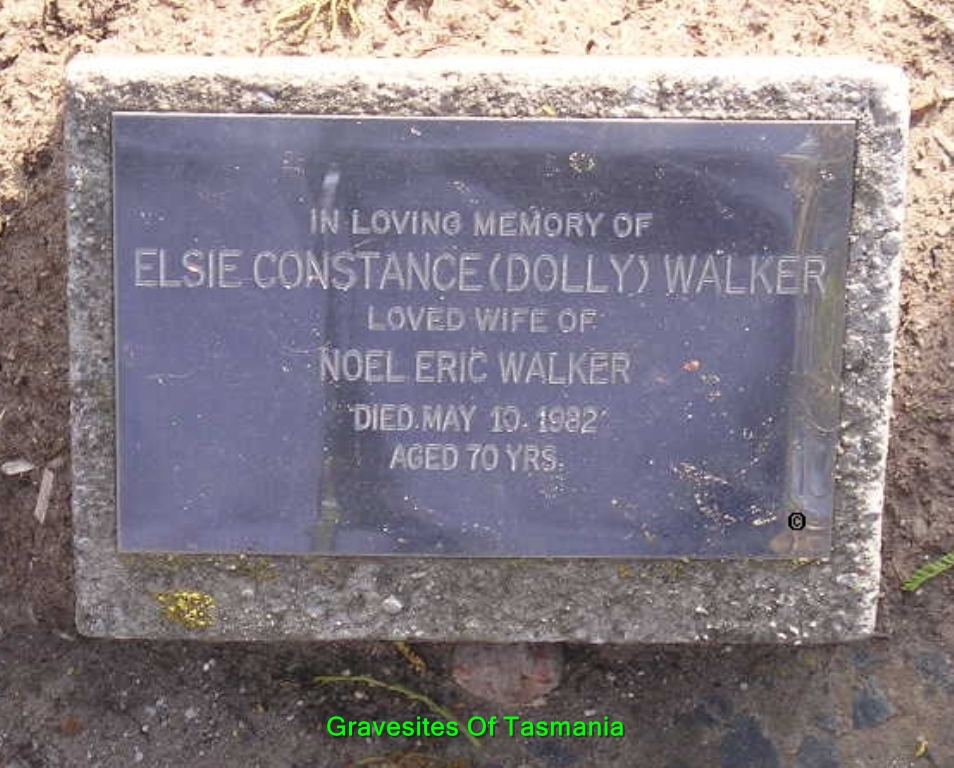 IN LOVING MEMORY OF
ELSIE CONSTANCE (DOLLY) WALKER
LOVED WIFE OF
NOEL ERIC WALKER
DIED MAY 10. 1982
AGED 70 YRS.
©
Gravesites Of Tasmania